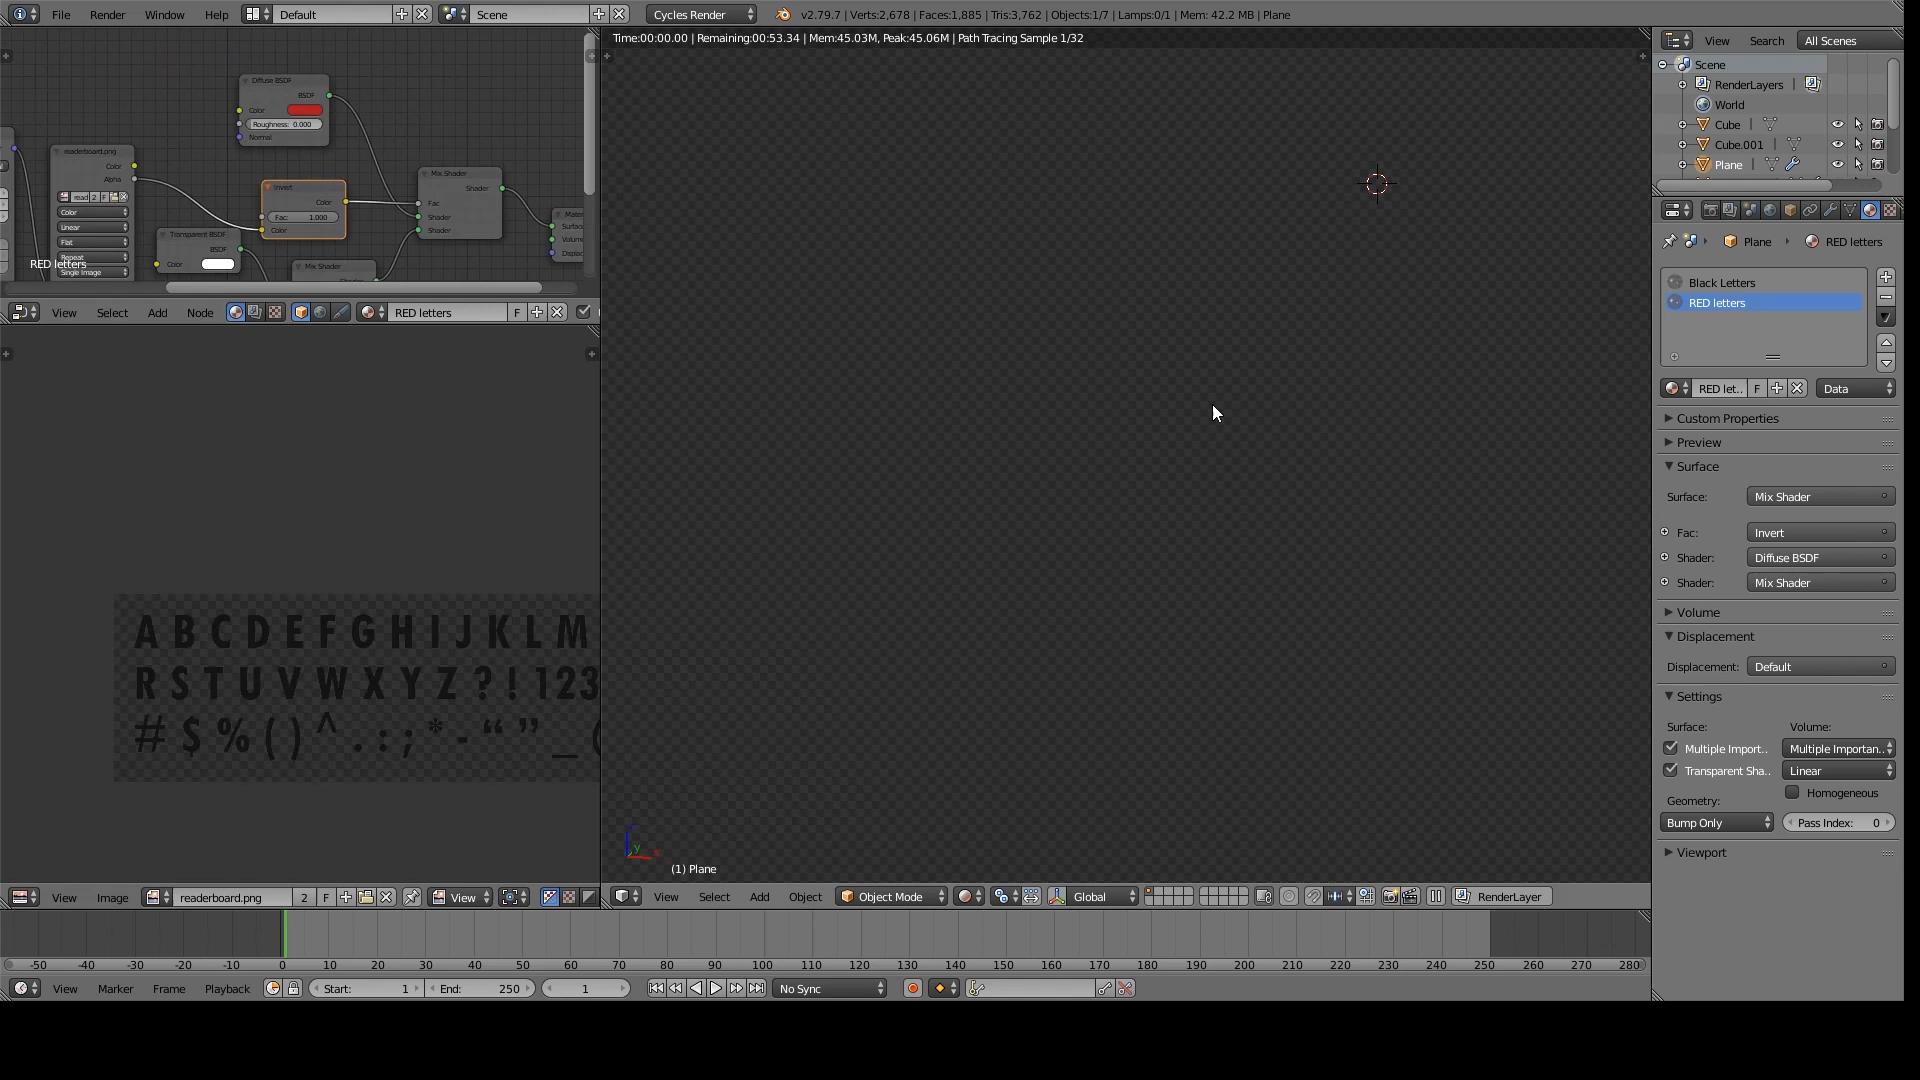 File Render Window Help Default Scene Cycles Render v2.79.7 | Verts:2,678 | Faces:1,885 | Tris:3,762 | Objects:1/7 | Lamps:0/1 | Mem: 42.2 MB | Plane
Time:00:00.00 | Remaining:00:53.34 | Mem:45.03M, Peak:45.06M | Path Tracing Sample 1/32
Diffuse BSDF
BSDF
Color
Roughness: 0.000
Normal
readerboard.png
Color
Alpha
read 2 F
Color
Linear
Flat
Repeat
Single Image
Invert
Color
Fac: 1.000
Color
Transparent BSDF
BSDF
Color
Mix Shader
Shader
Fac
Shader
Shader
Mix Shader
RED letters
View Select Add Node RED letters F
A B C D E F G H I J K L M
R S T U V W X Y Z ? ! 1 2 3
# $ % ( ) ^ . : ; * - “ ” _ (
View Image readerboard.png 2 F View
y
(1) Plane
View Select Add Object Object Mode Global RenderLayer
View Search All Scenes
Scene
RenderLayers |
World
Cube |
Cube.001 |
Plane |
Plane RED letters
Black Letters
RED letters
RED let.. F Data
Custom Properties
Preview
Surface
Surface: Mix Shader
Fac: Invert
Shader: Diffuse BSDF
Shader: Mix Shader
Volume
Displacement
Displacement: Default
Settings
Surface: Volume:
Multiple Import.. Multiple Importan..
Transparent Sha.. Linear
Homogeneous
Geometry:
Bump Only Pass Index: 0
Viewport
-50 -40 -30 -20 -10 0 10 20 30 40 50 60 70 80 90 100 110 120 130 140 150 160 170 180 190 200 210 220 230 240 250 260 270 280
View Marker Frame Playback Start: 1 End: 250 1 No Sync